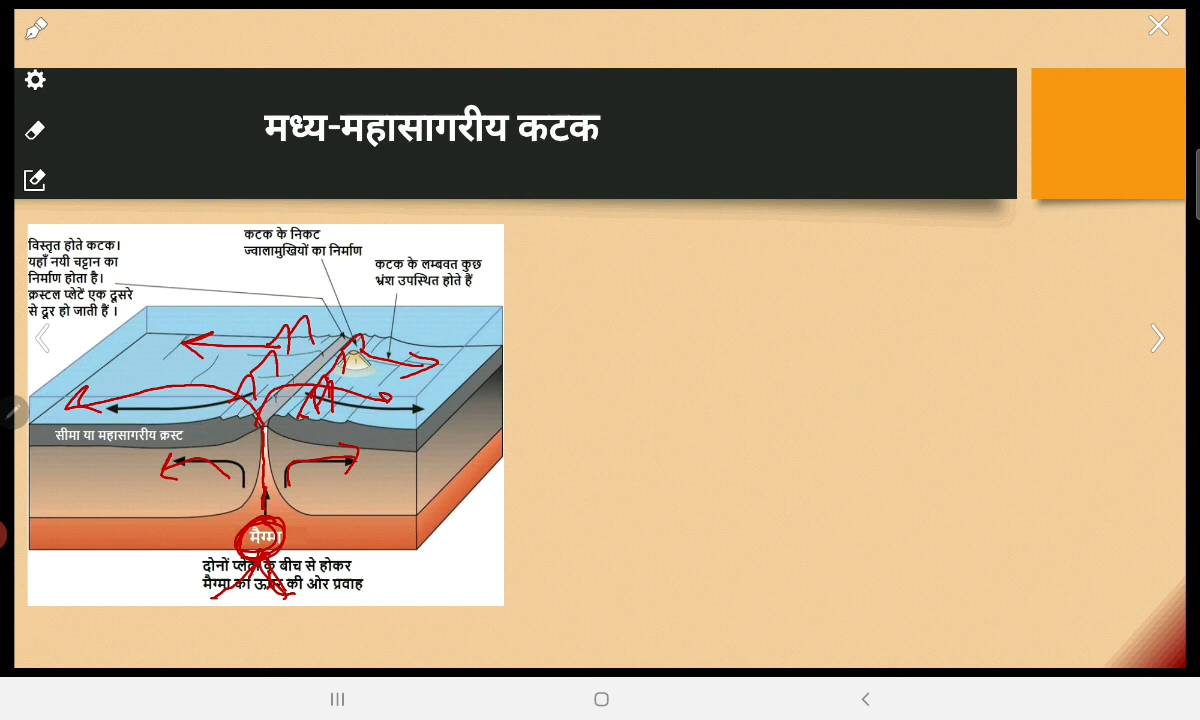 मध्य-महासागरीय कटक
विस्तृत होते कटक।
यहाँ नयी चट्टान का
निर्माण होता है।
क्रस्टल प्लेटें एक दूसरे
से दूर हो जाती हैं ।
कटक के निकट
ज्वालामुखियों का निर्माण
कटक के लम्बवत कुछ
भ्रंश उपस्थित होते हैं
सीमा या महासागरीय क्रस्ट
मैग्मा
दोनों प्लेटों के बीच से होकर
मैग्मा का ऊपर की ओर प्रवाह